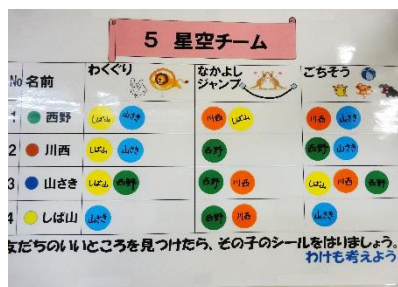 5 星空チーム
No 名前 わくぐり なかよしジャンプ ごちそう
1 西野 しば山 山さき 川西 しば山 川西 山さき
2 川西 しば山 山さき 西野 西野 山さき
3 山さき しば山 西野 西野 川西 しば山 川西 西野
4 しば山 山さき 西野 川西 山さき
友だちのいいところを見つけたら、その子のシールをはりましょう。
わけも考えよう